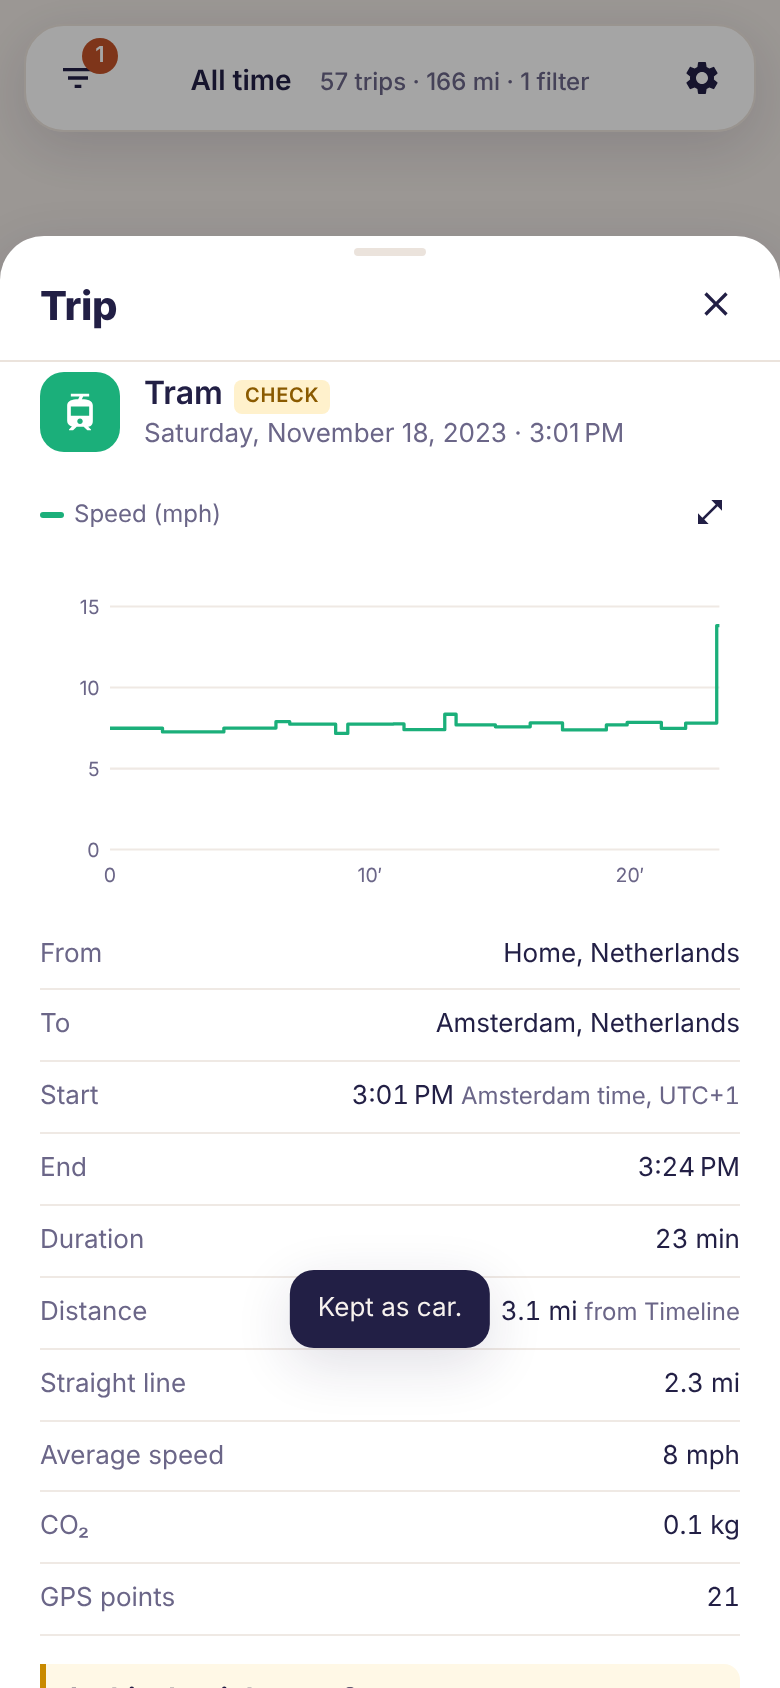 1
All time 57 trips · 166 mi · 1 filter
Trip
Tram CHECK
Saturday, November 18, 2023 · 3:01 PM
Speed (mph)
15
10
5
0
0 10′ 20′
From Home, Netherlands
To Amsterdam, Netherlands
Start 3:01 PM Amsterdam time, UTC+1
End 3:24 PM
Duration 23 min
Distance 3.1 mi from Timeline
Kept as car.
Straight line 2.3 mi
Average speed 8 mph
CO₂ 0.1 kg
GPS points 21